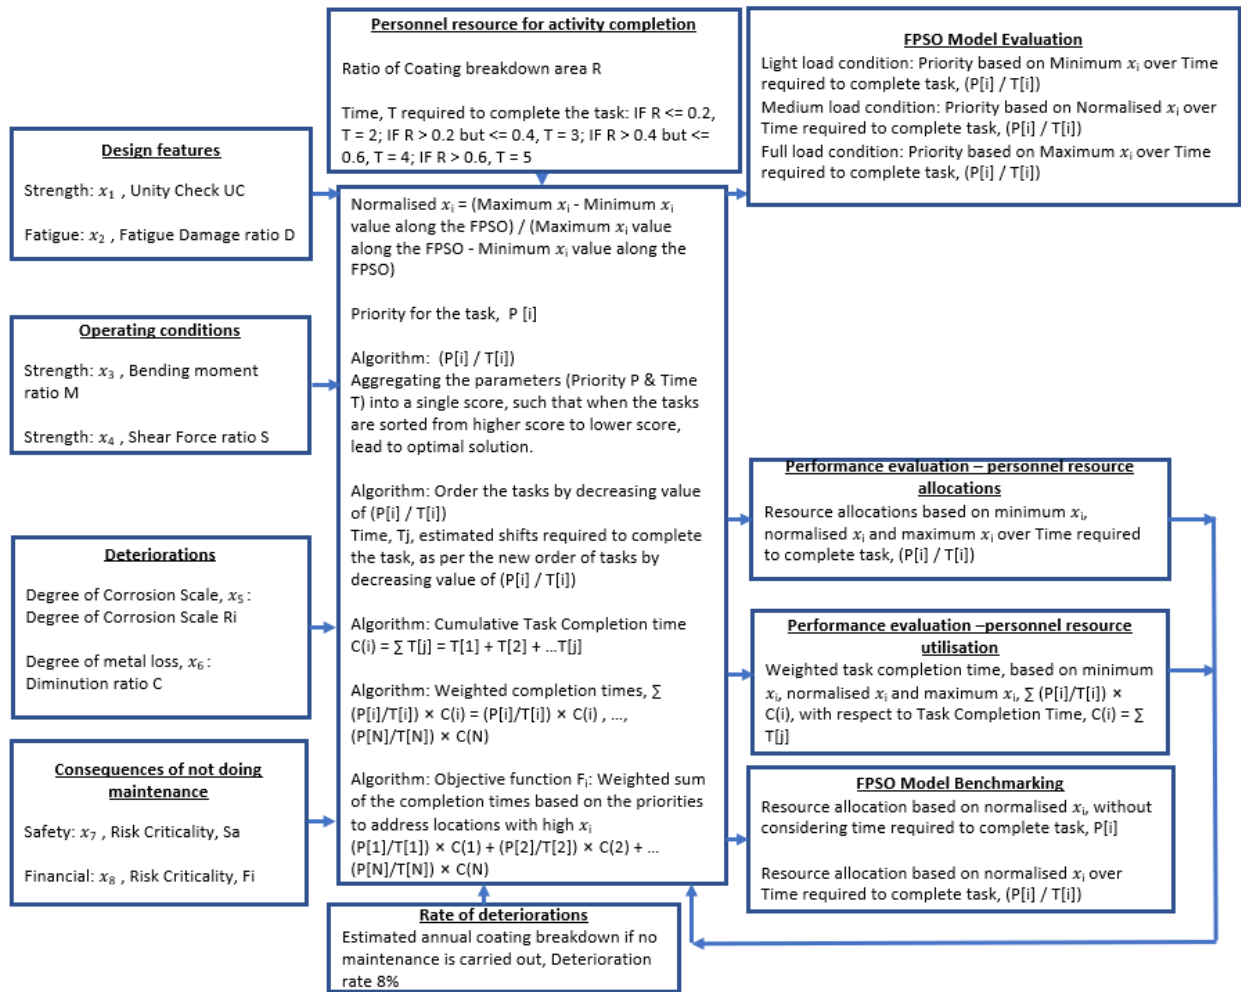 Personnel resource for activity completion
Ratio of Coating breakdown area R
Time, T required to complete the task: IF R <= 0.2,
T = 2; IF R > 0.2 but <= 0.4, T = 3; IF R > 0.4 but <=
0.6, T = 4; IF R > 0.6, T = 5
FPSO Model Evaluation
Light load condition: Priority based on Minimum xᵢ over Time
required to complete task, (P[i] / T[i])
Medium load condition: Priority based on Normalised xᵢ over
Time required to complete task, (P[i] / T[i])
Full load condition: Priority based on Maximum xᵢ over Time
required to complete task, (P[i] / T[i])
Design features
Strength: x₁ , Unity Check UC
Fatigue: x₂ , Fatigue Damage ratio D
Operating conditions
Strength: x₃ , Bending moment
ratio M
Strength: x₄ , Shear Force ratio S
Deteriorations
Degree of Corrosion Scale, x₅ :
Degree of Corrosion Scale Ri
Degree of metal loss, x₆ :
Diminution ratio C
Consequences of not doing
maintenance
Safety: x₇ , Risk Criticality, Sa
Financial: x₈ , Risk Criticality, Fi
Normalised xᵢ = (Maximum xᵢ - Minimum xᵢ
value along the FPSO) / (Maximum xᵢ value
along the FPSO - Minimum xᵢ value along the
FPSO)
Priority for the task, P [i]
Algorithm: (P[i] / T[i])
Aggregating the parameters (Priority P & Time
T) into a single score, such that when the tasks
are sorted from higher score to lower score,
lead to optimal solution.
Algorithm: Order the tasks by decreasing value
of (P[i] / T[i])
Time, Tj, estimated shifts required to complete
the task, as per the new order of tasks by
decreasing value of (P[i] / T[i])
Algorithm: Cumulative Task Completion time
C(i) = ∑ T[j] = T[1] + T[2] + ...T[j]
Algorithm: Weighted completion times, ∑
(P[i]/T[i]) × C(i) = (P[i]/T[i]) × C(i) , ...,
(P[N]/T[N]) × C(N)
Algorithm: Objective function Fᵢ: Weighted sum
of the completion times based on the priorities
to address locations with high xᵢ
(P[1]/T[1]) × C(1) + (P[2]/T[2]) × C(2) + ...
(P[N]/T[N]) × C(N)
Rate of deteriorations
Estimated annual coating breakdown if no
maintenance is carried out, Deterioration
rate 8%
Performance evaluation – personnel resource
allocations
Resource allocations based on minimum xᵢ,
normalised xᵢ and maximum xᵢ over Time required
to complete task, (P[i] / T[i])
Performance evaluation –personnel resource
utilisation
Weighted task completion time, based on minimum
xᵢ, normalised xᵢ and maximum xᵢ, ∑ (P[i]/T[i]) ×
C(i), with respect to Task Completion Time, C(i) = ∑
T[j]
FPSO Model Benchmarking
Resource allocation based on normalised xᵢ, without
considering time required to complete task, P[i]
Resource allocation based on normalised xᵢ over
Time required to complete task, (P[i] / T[i])